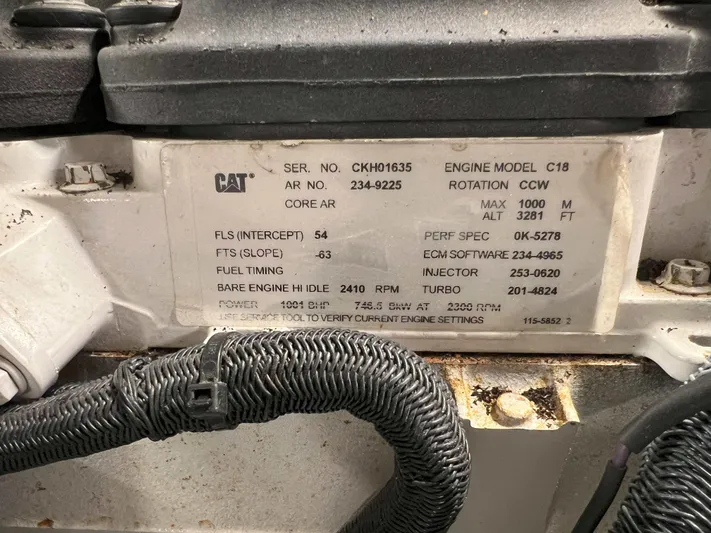 CAT® SER. NO. CKH01635 ENGINE MODEL C18
AR NO. 234-9225 ROTATION CCW
CORE AR MAX 1000 M
ALT 3281 FT
FLS (INTERCEPT) 54 PERF SPEC 0K-5278
FTS (SLOPE) -63 ECM SOFTWARE 234-4965
FUEL TIMING INJECTOR 253-0620
BARE ENGINE HI IDLE 2410 RPM TURBO 201-4824
POWER 1001 BHP 746.5 BkW AT 2300 RPM
USE SERVICE TOOL TO VERIFY CURRENT ENGINE SETTINGS 115-5852 2